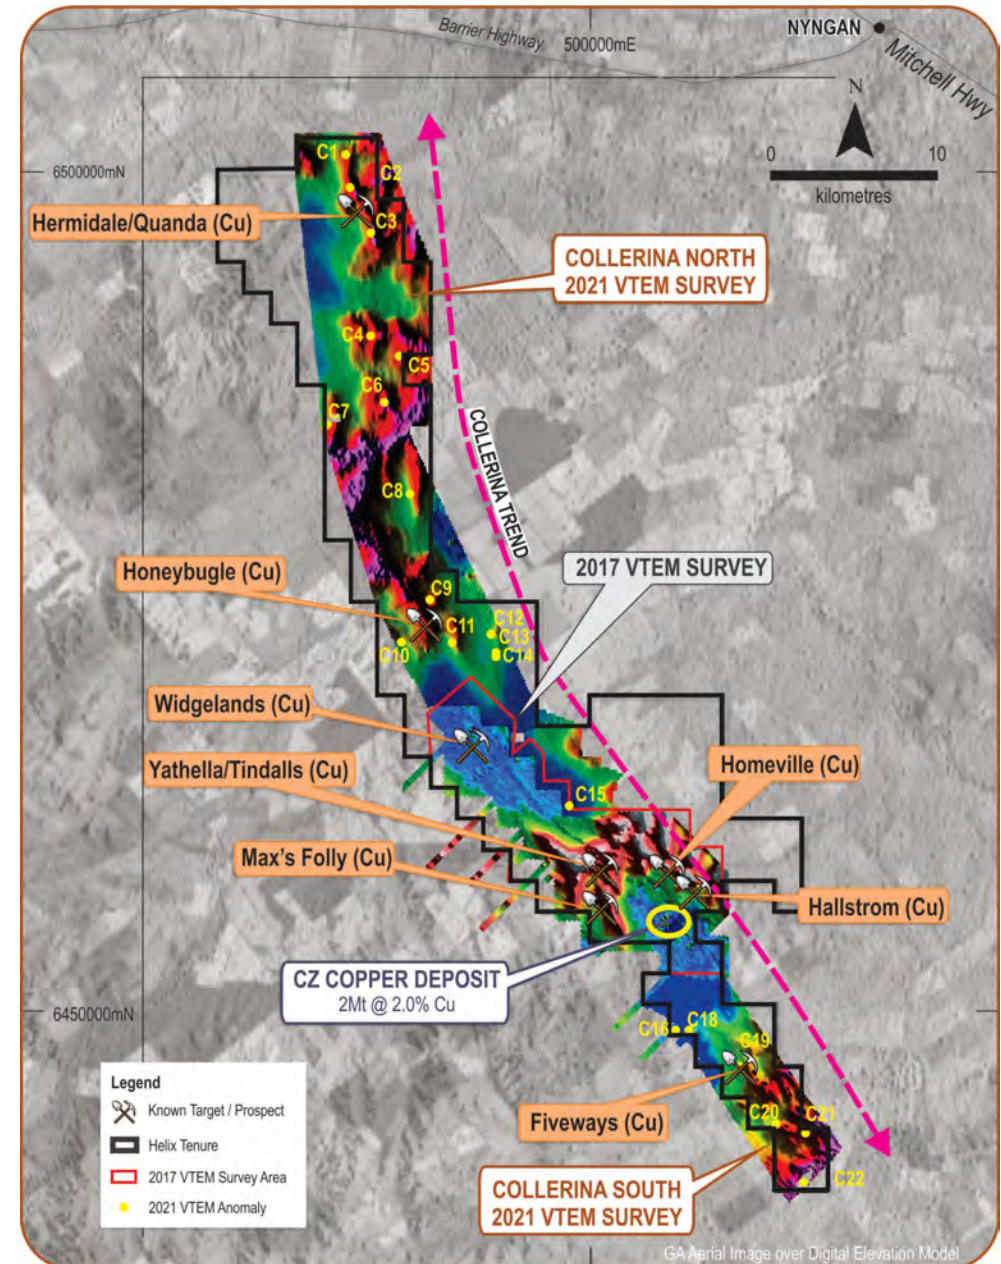 Barrier Highway
500000mE
NYNGAN
Mitchell Hwy
N
0 10
kilometres
6500000mN
C1
C2
Hermidale/Quanda (Cu)
C3
COLLERINA NORTH
2021 VTEM SURVEY
C4
C5
C6
C7
COLLERINA TREND
C8
2017 VTEM SURVEY
Honeybugle (Cu)
C9
C10
C11
C12
C13
C14
Widgelands (Cu)
Yathella/Tindalls (Cu)
Homeville (Cu)
C15
Max's Folly (Cu)
Hallstrom (Cu)
CZ COPPER DEPOSIT
2Mt @ 2.0% Cu
6450000mN
C16
C18
C19
Fiveways (Cu)
C20
C21
C22
COLLERINA SOUTH
2021 VTEM SURVEY
Legend
Known Target / Prospect
Helix Tenure
2017 VTEM Survey Area
2021 VTEM Anomaly
GA Aerial Image over Digital Elevation Model